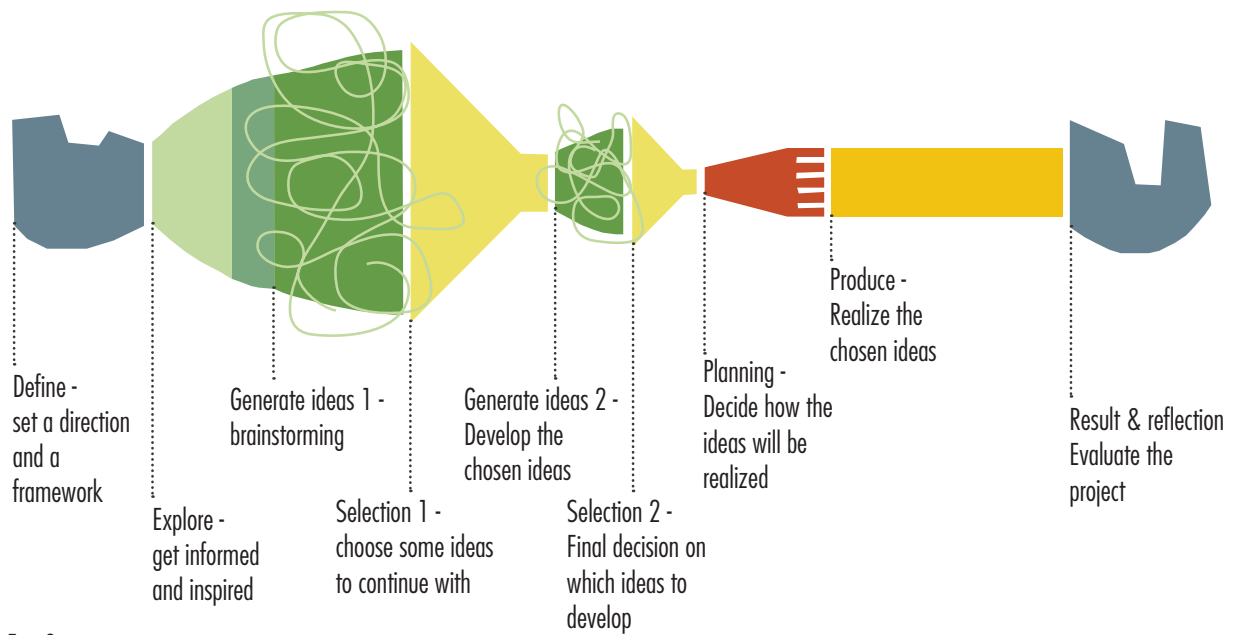 Define -
set a direction
and a
framework
Explore -
get informed
and inspired
Generate ideas 1 -
brainstorming
Selection 1 -
choose some ideas
to continue with
Generate ideas 2 -
Develop the
chosen ideas
Selection 2 -
Final decision on
which ideas to
develop
Planning -
Decide how the
ideas will be
realized
Produce -
Realize the
chosen ideas
Result & reflection
Evaluate the
project